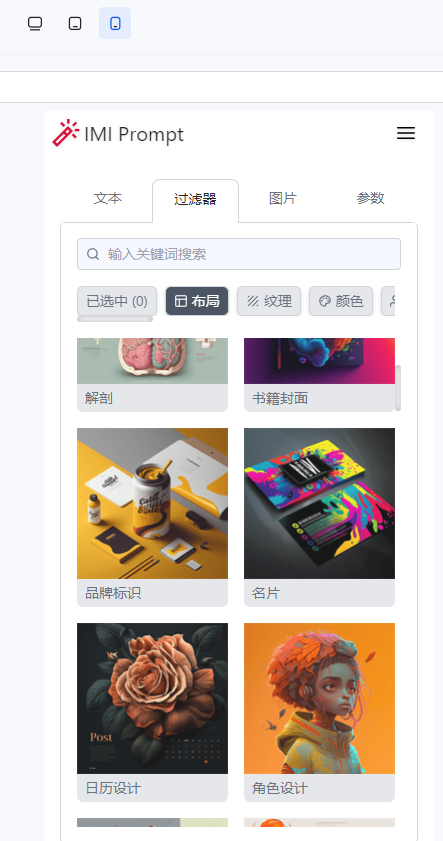 IMI Prompt
文本 过滤器 图片 参数
输入关键词搜索
已选中 (0) 布局 纹理 颜色
解剖 书籍封面
品牌标识 名片
Post
日历设计 角色设计